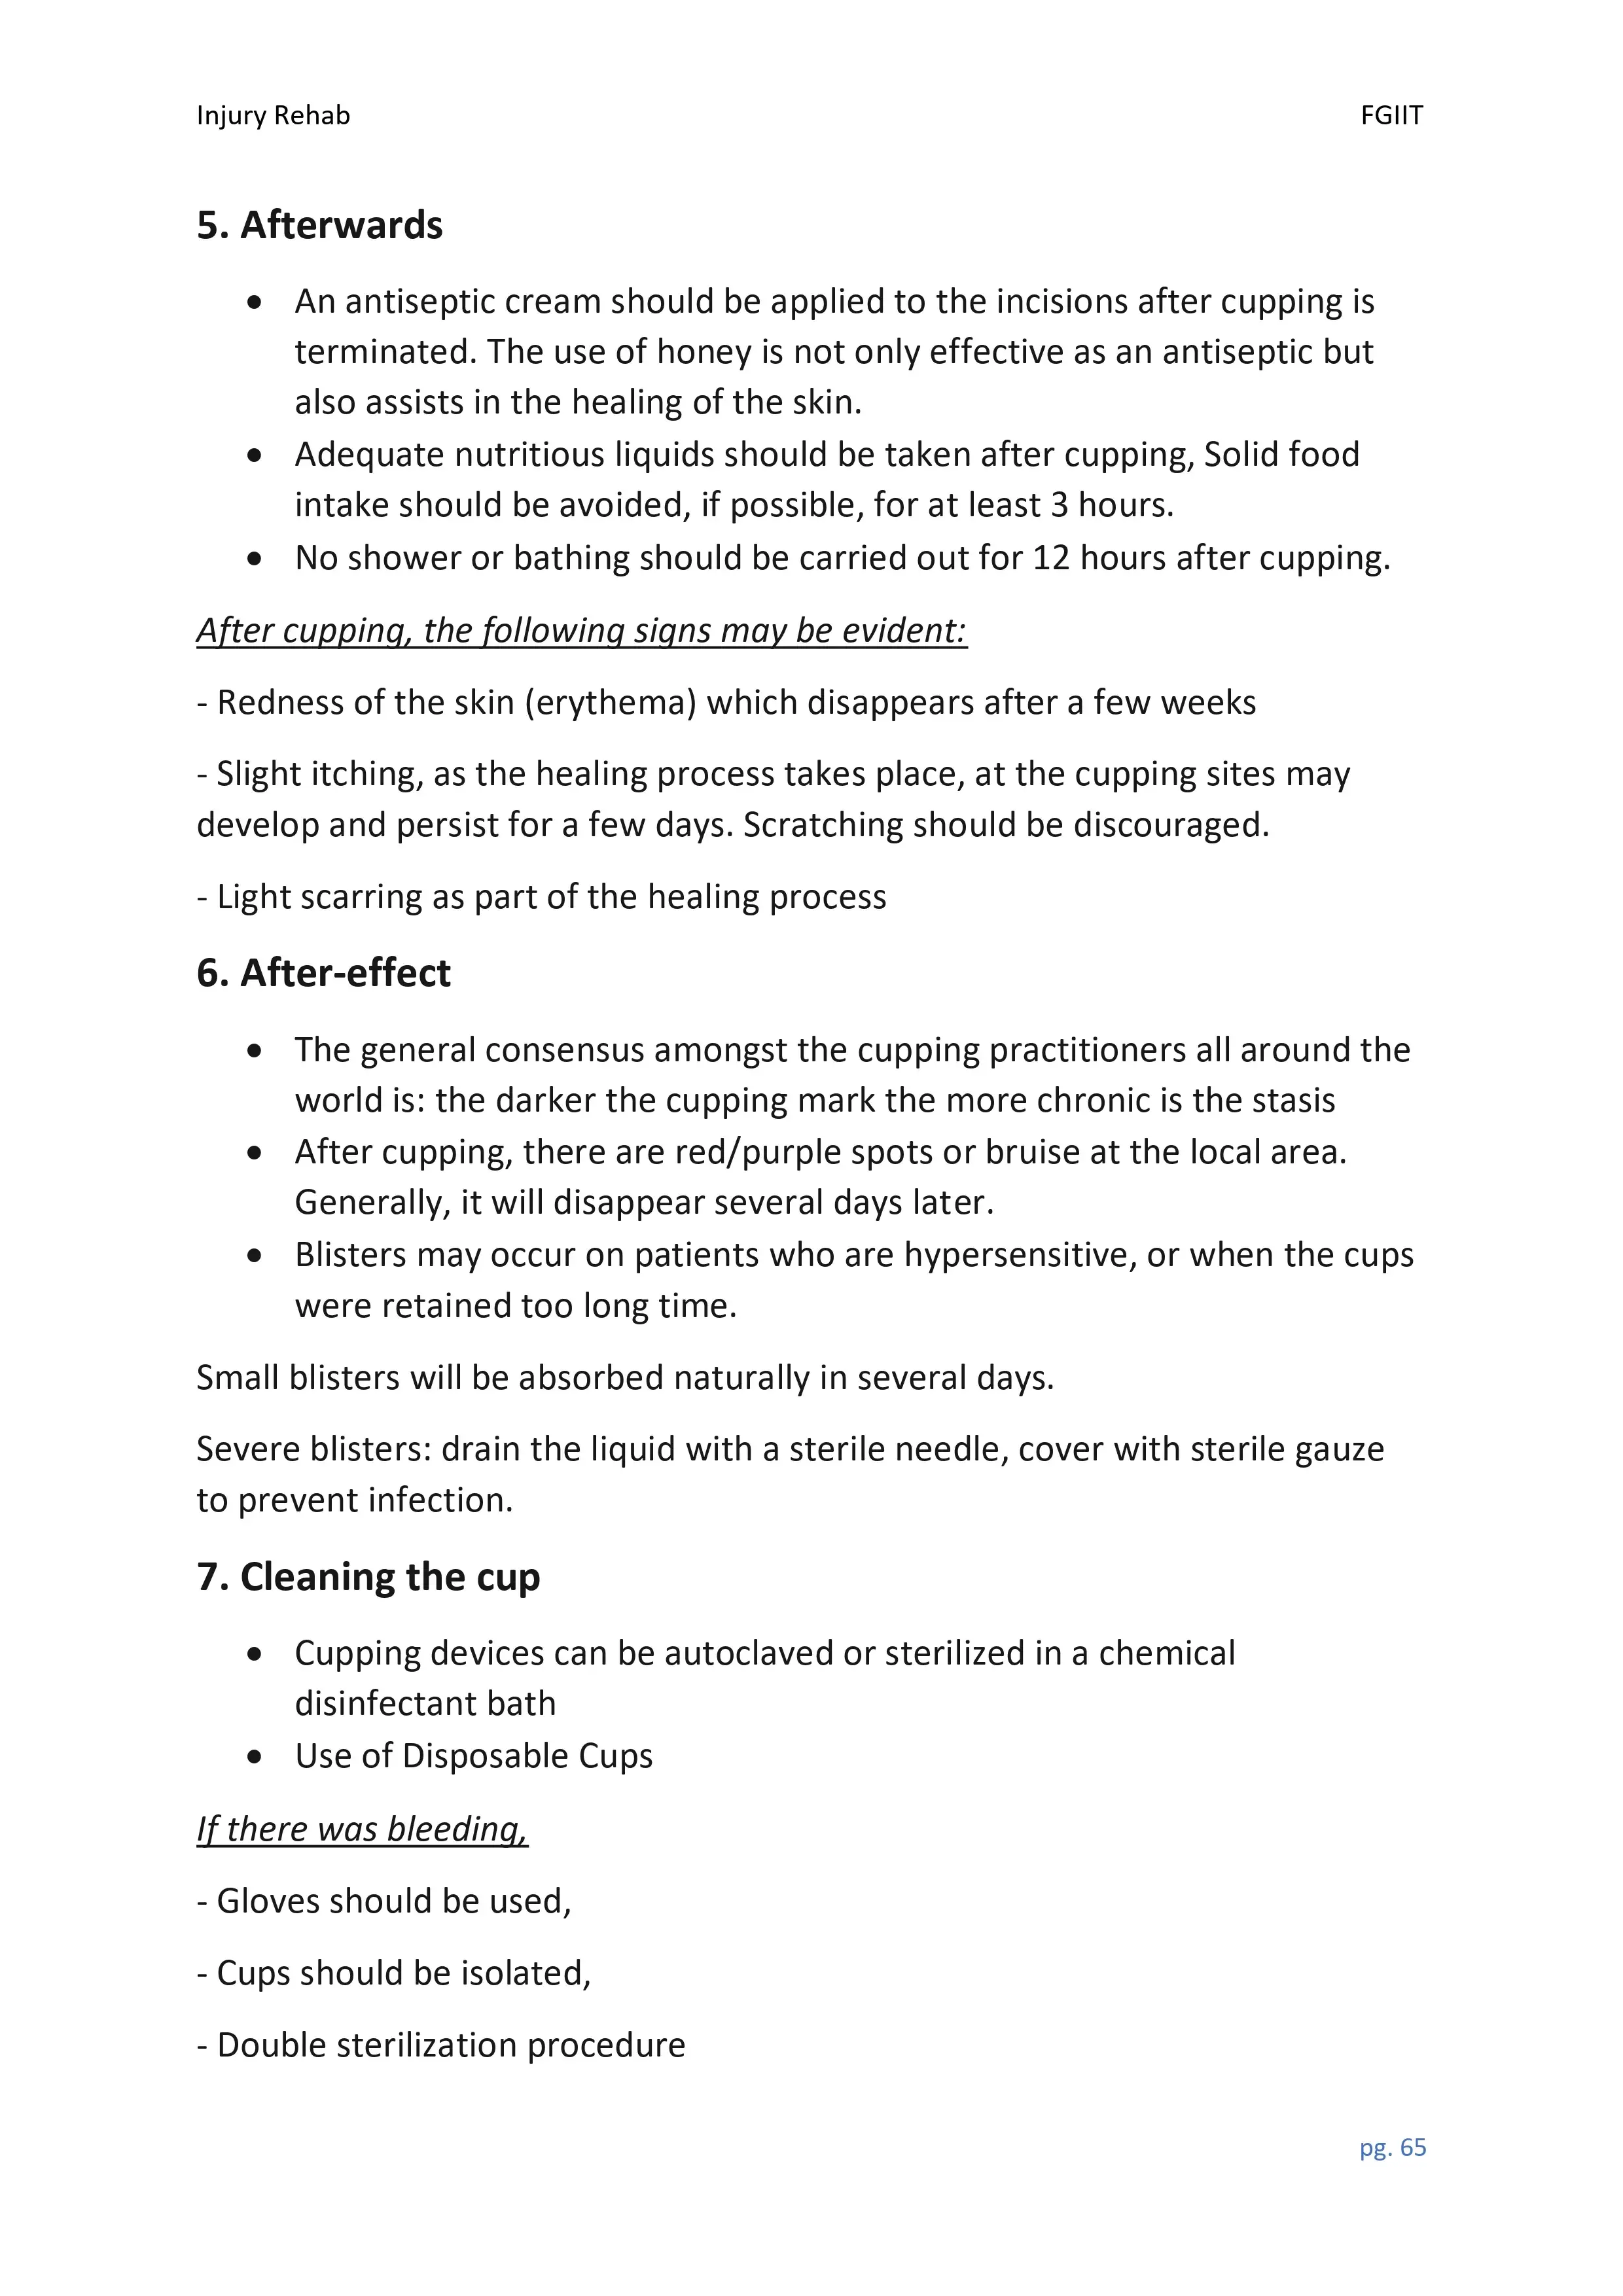 Injury Rehab FGIIT
5. Afterwards
• An antiseptic cream should be applied to the incisions after cupping is
terminated. The use of honey is not only effective as an antiseptic but
also assists in the healing of the skin.
• Adequate nutritious liquids should be taken after cupping, Solid food
intake should be avoided, if possible, for at least 3 hours.
• No shower or bathing should be carried out for 12 hours after cupping.
After cupping, the following signs may be evident:
- Redness of the skin (erythema) which disappears after a few weeks
- Slight itching, as the healing process takes place, at the cupping sites may
develop and persist for a few days. Scratching should be discouraged.
- Light scarring as part of the healing process
6. After-effect
• The general consensus amongst the cupping practitioners all around the
world is: the darker the cupping mark the more chronic is the stasis
• After cupping, there are red/purple spots or bruise at the local area.
Generally, it will disappear several days later.
• Blisters may occur on patients who are hypersensitive, or when the cups
were retained too long time.
Small blisters will be absorbed naturally in several days.
Severe blisters: drain the liquid with a sterile needle, cover with sterile gauze
to prevent infection.
7. Cleaning the cup
• Cupping devices can be autoclaved or sterilized in a chemical
disinfectant bath
• Use of Disposable Cups
If there was bleeding,
- Gloves should be used,
- Cups should be isolated,
- Double sterilization procedure
pg. 65